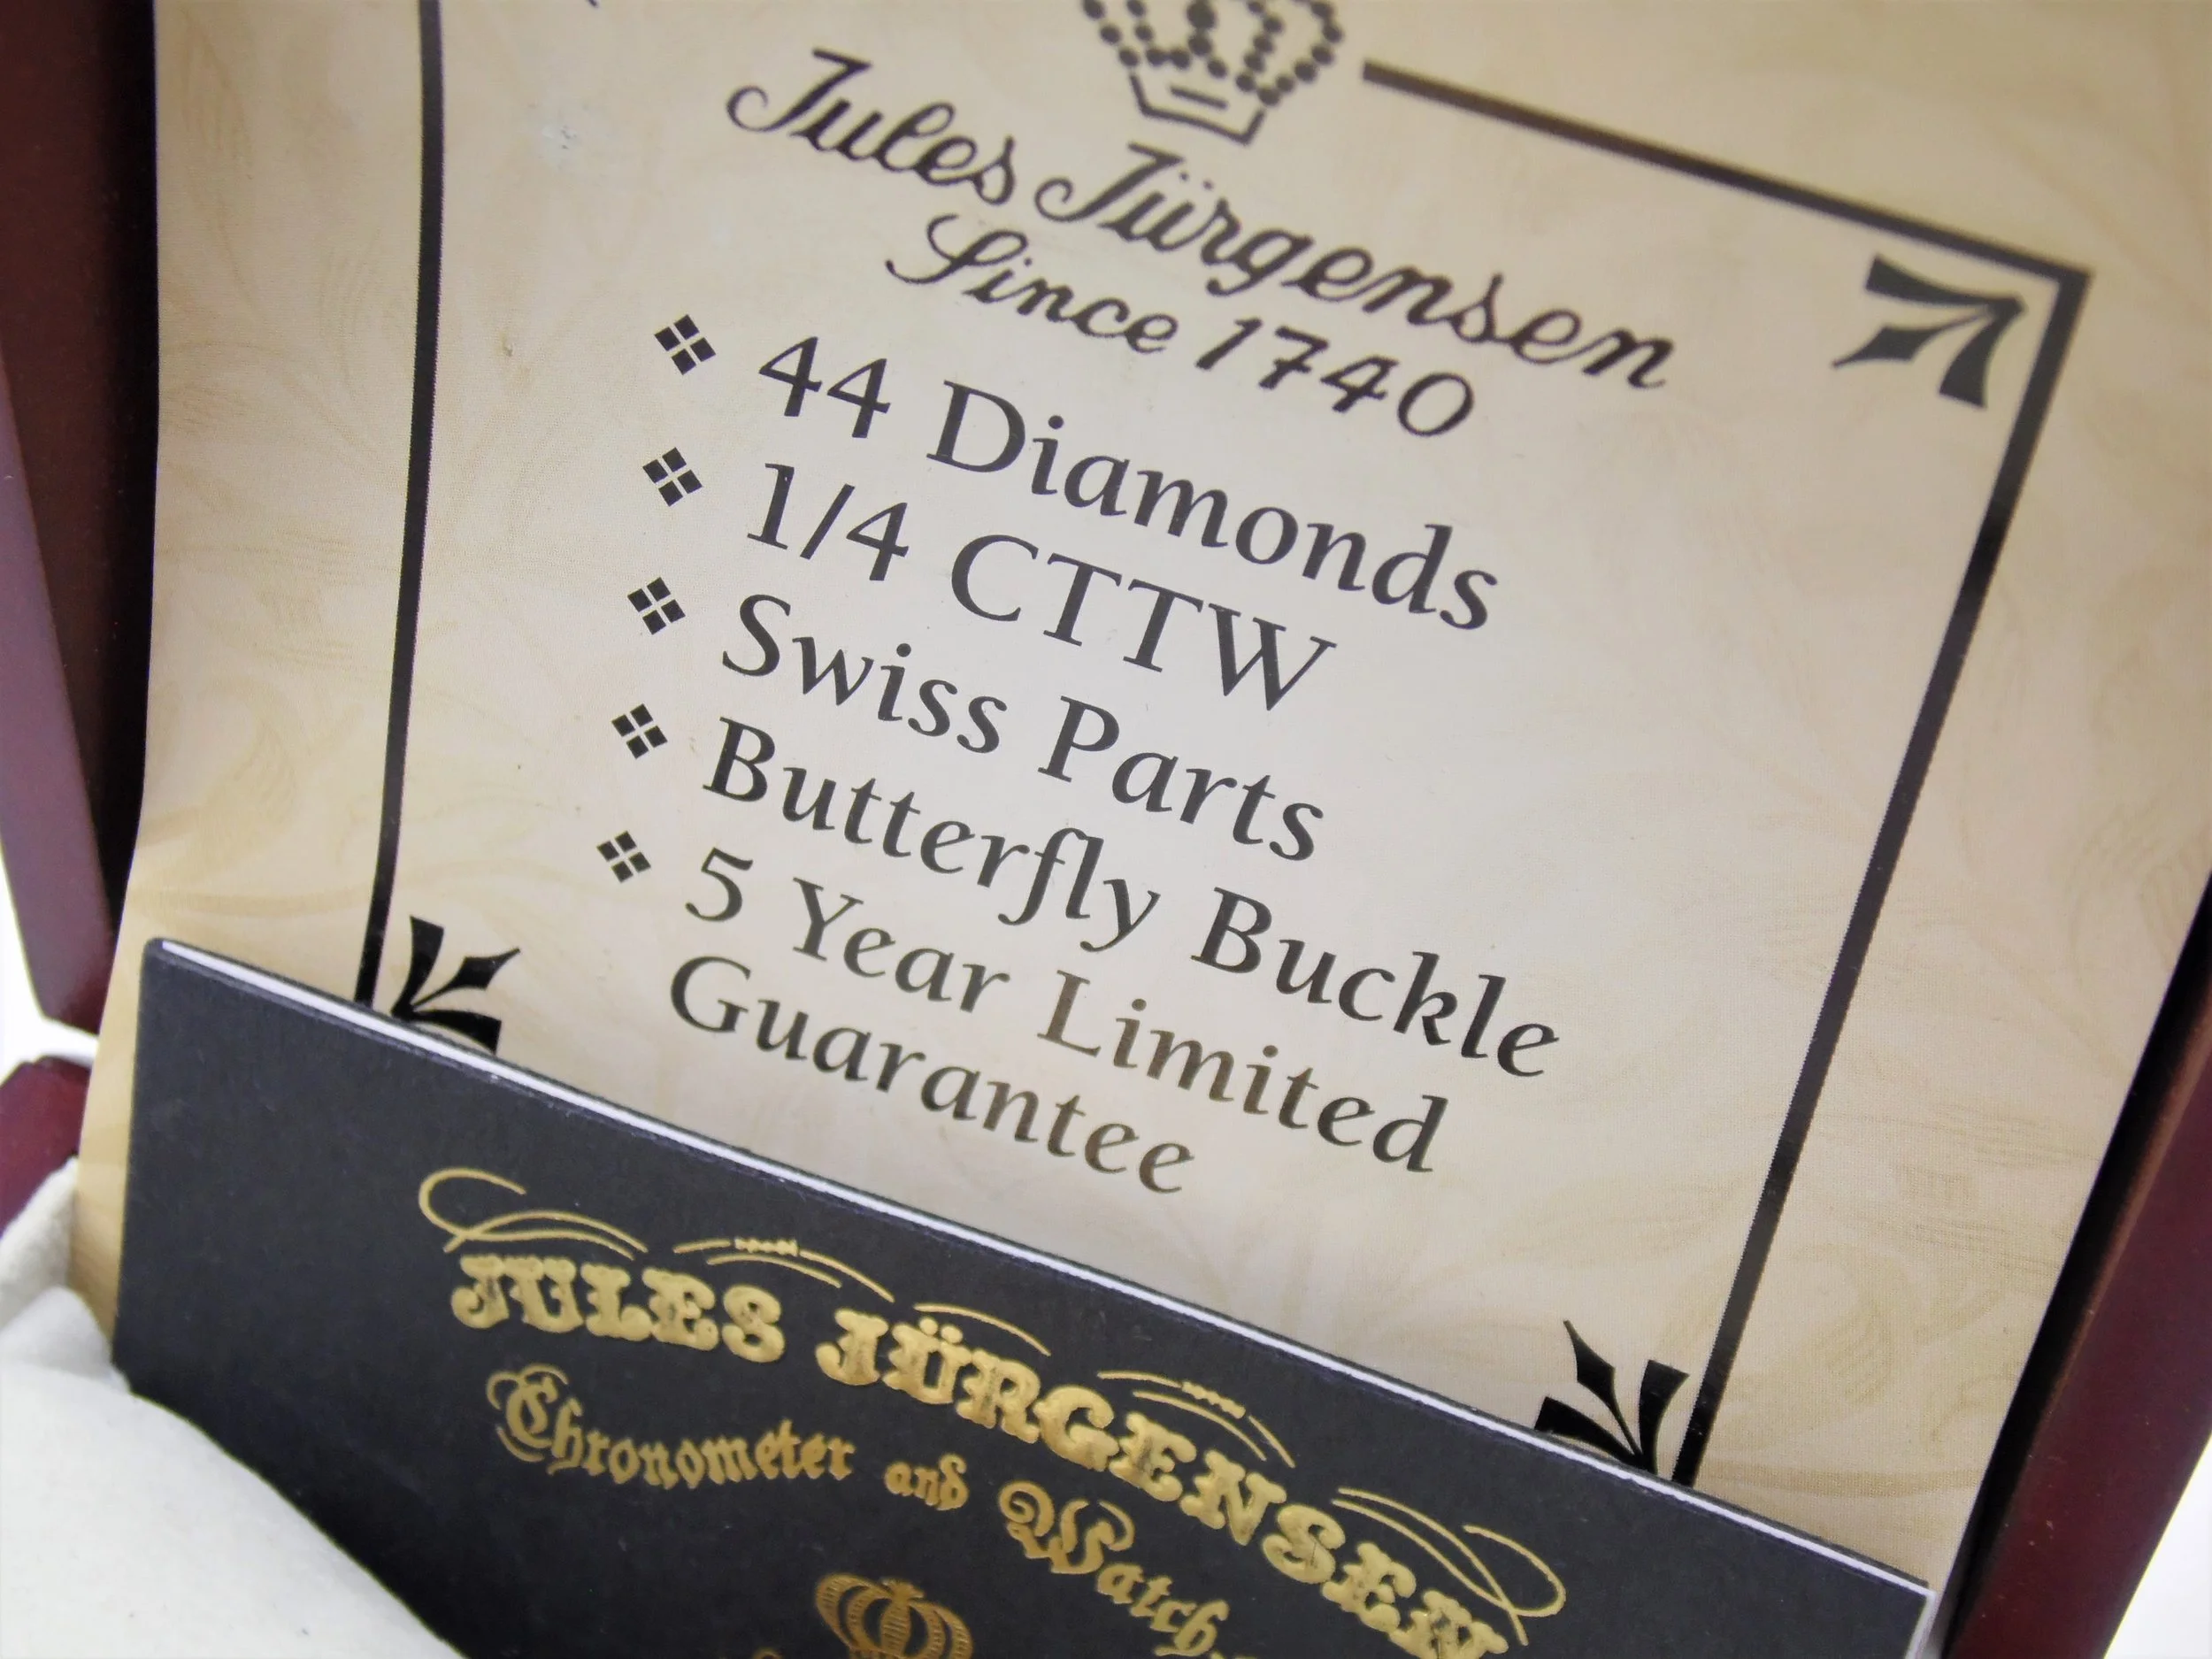 Jules Jürgensen
Since 1740
❖ 44 Diamonds
❖ 1/4 CTTW
❖ Swiss Parts
❖ Butterfly Buckle
❖ 5 Year Limited
Guarantee
JULES JÜRGENSEN
Chronometer and Watch